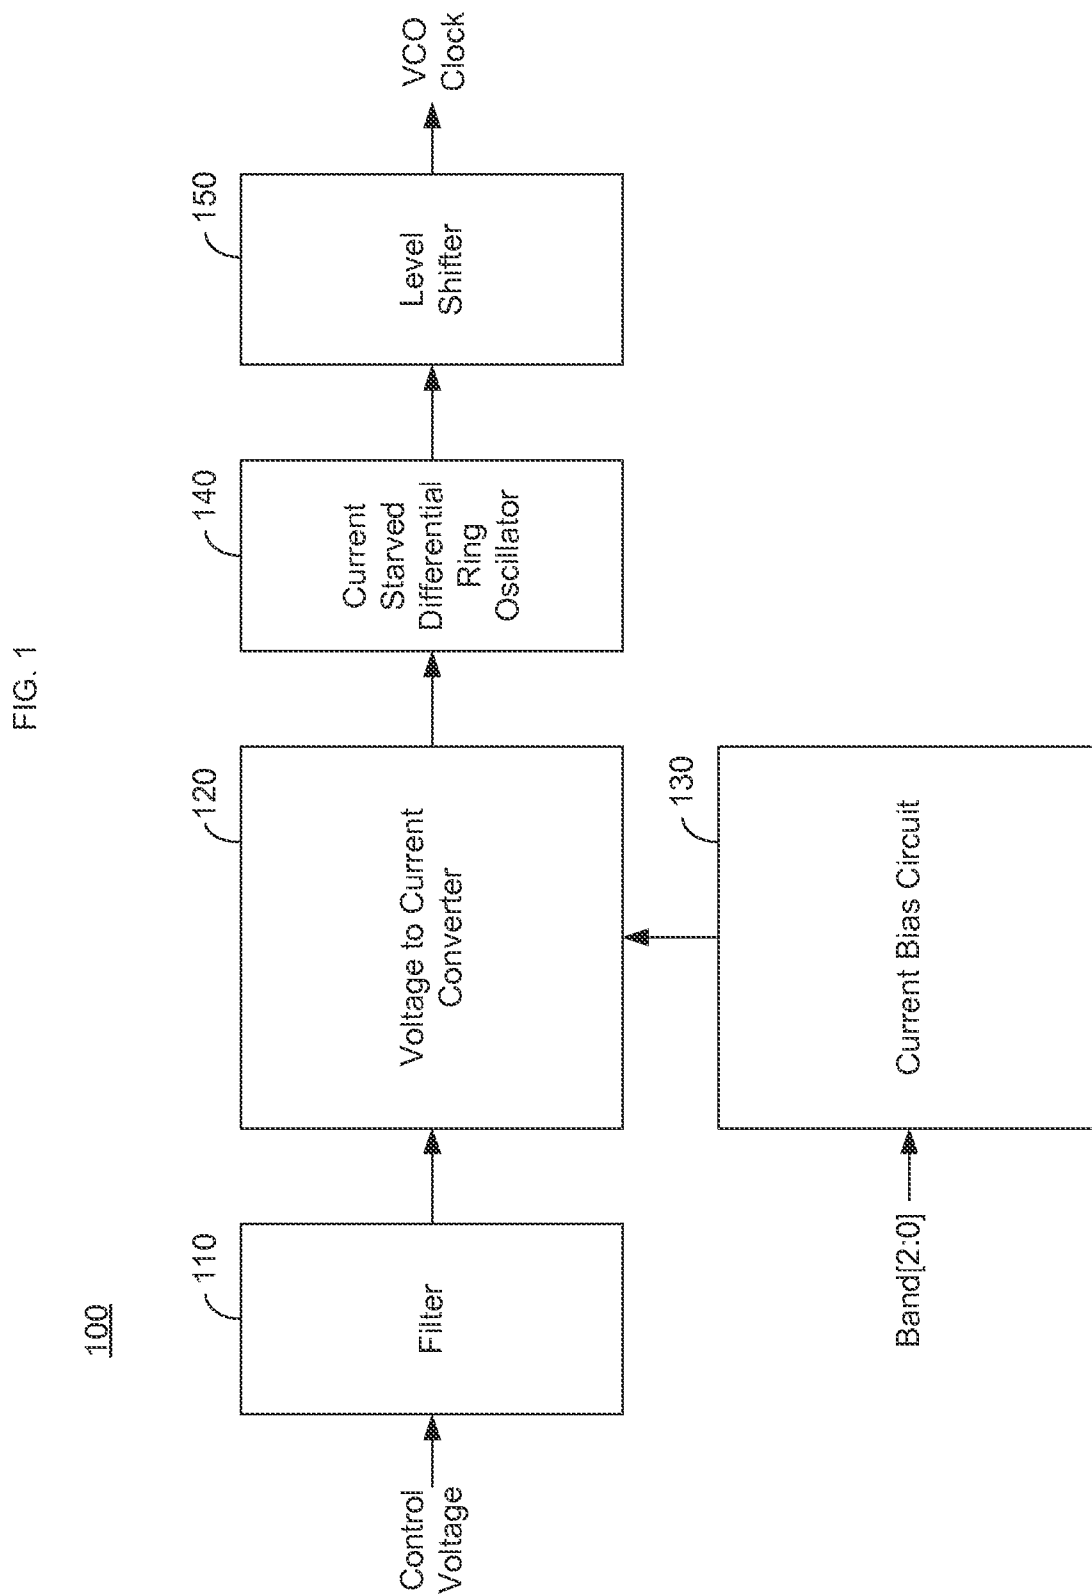 100
110
Filter
Control
Voltage
120
Voltage to Current
Converter
140
Current
Starved
Differential
Ring
Oscillator
150
Level
Shifter
VCO
Clock
130
Current Bias Circuit
Band[2:0]
FIG. 1